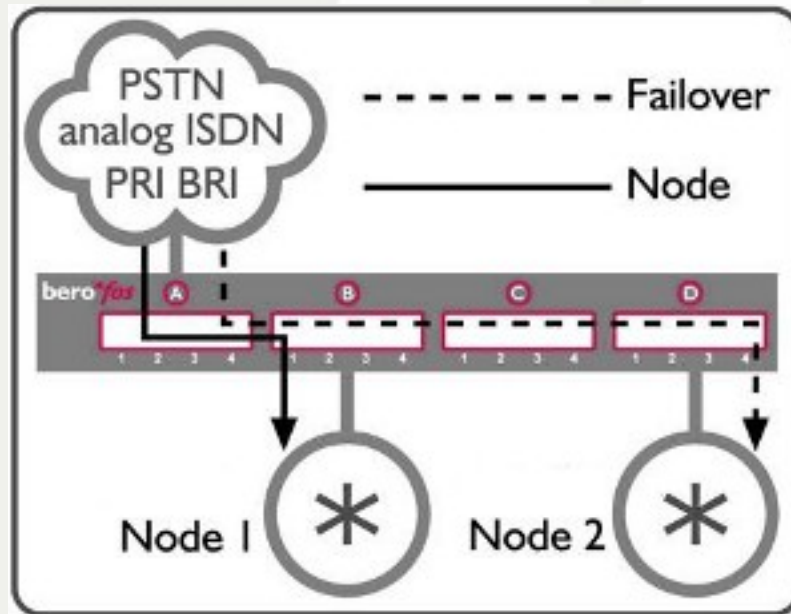 PSTN
analog ISDN
PRI BRI
Failover
Node
bero*fos
A B C D
1 2 3 4 1 2 3 4 1 2 3 4 1 2 3 4
Node 1
Node 2